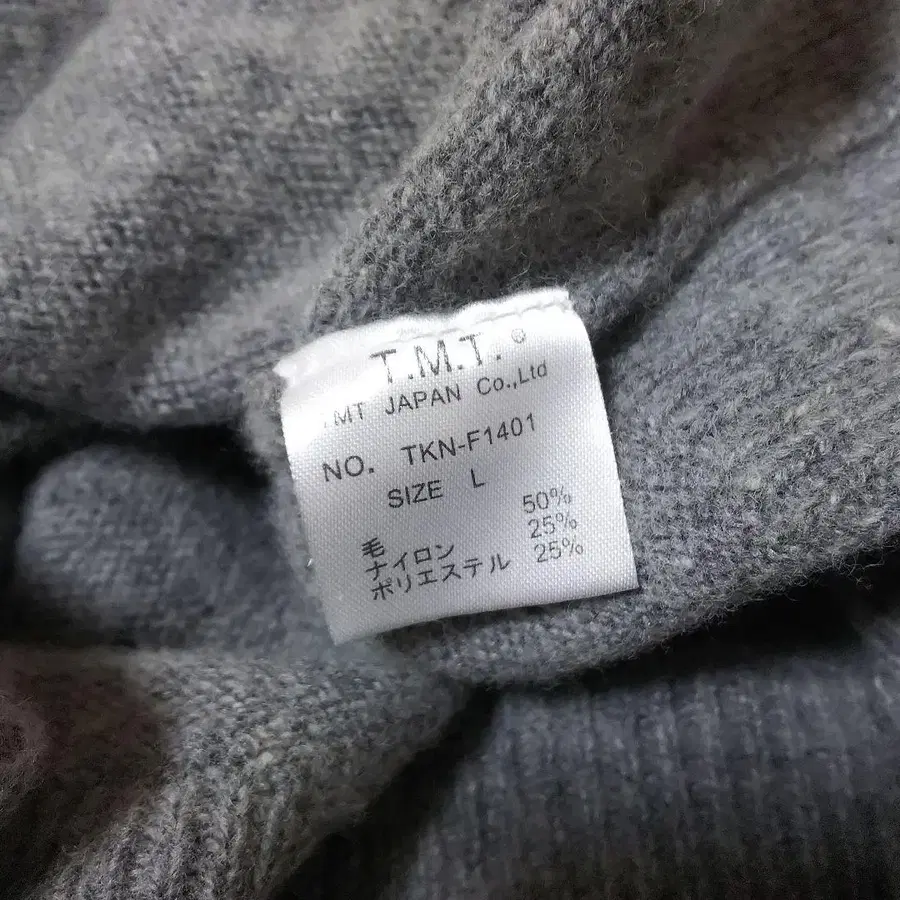 T.M.T.®
TMT JAPAN Co.,Ltd
NO. TKN-F1401
SIZE L
毛 50%
ナイロン 25%
ポリエステル 25%